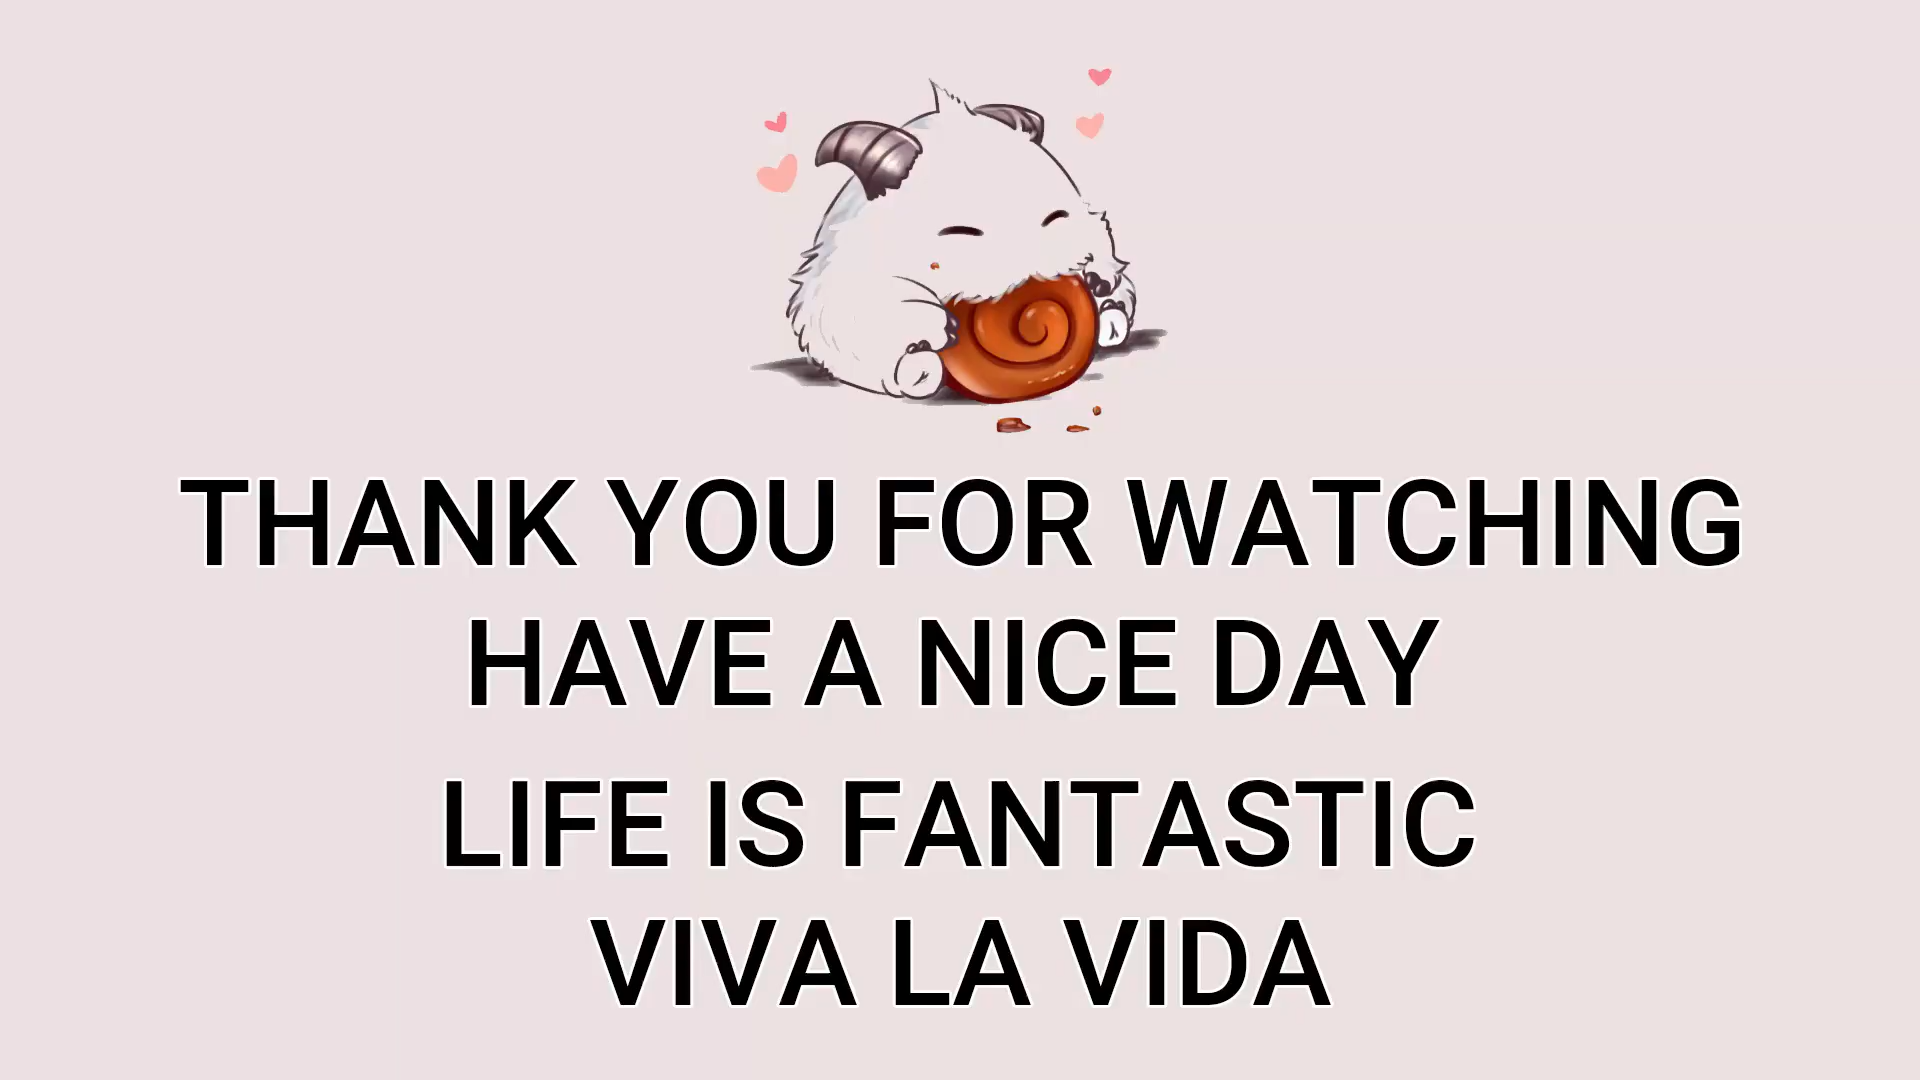 THANK YOU FOR WATCHING
HAVE A NICE DAY
LIFE IS FANTASTIC
VIVA LA VIDA